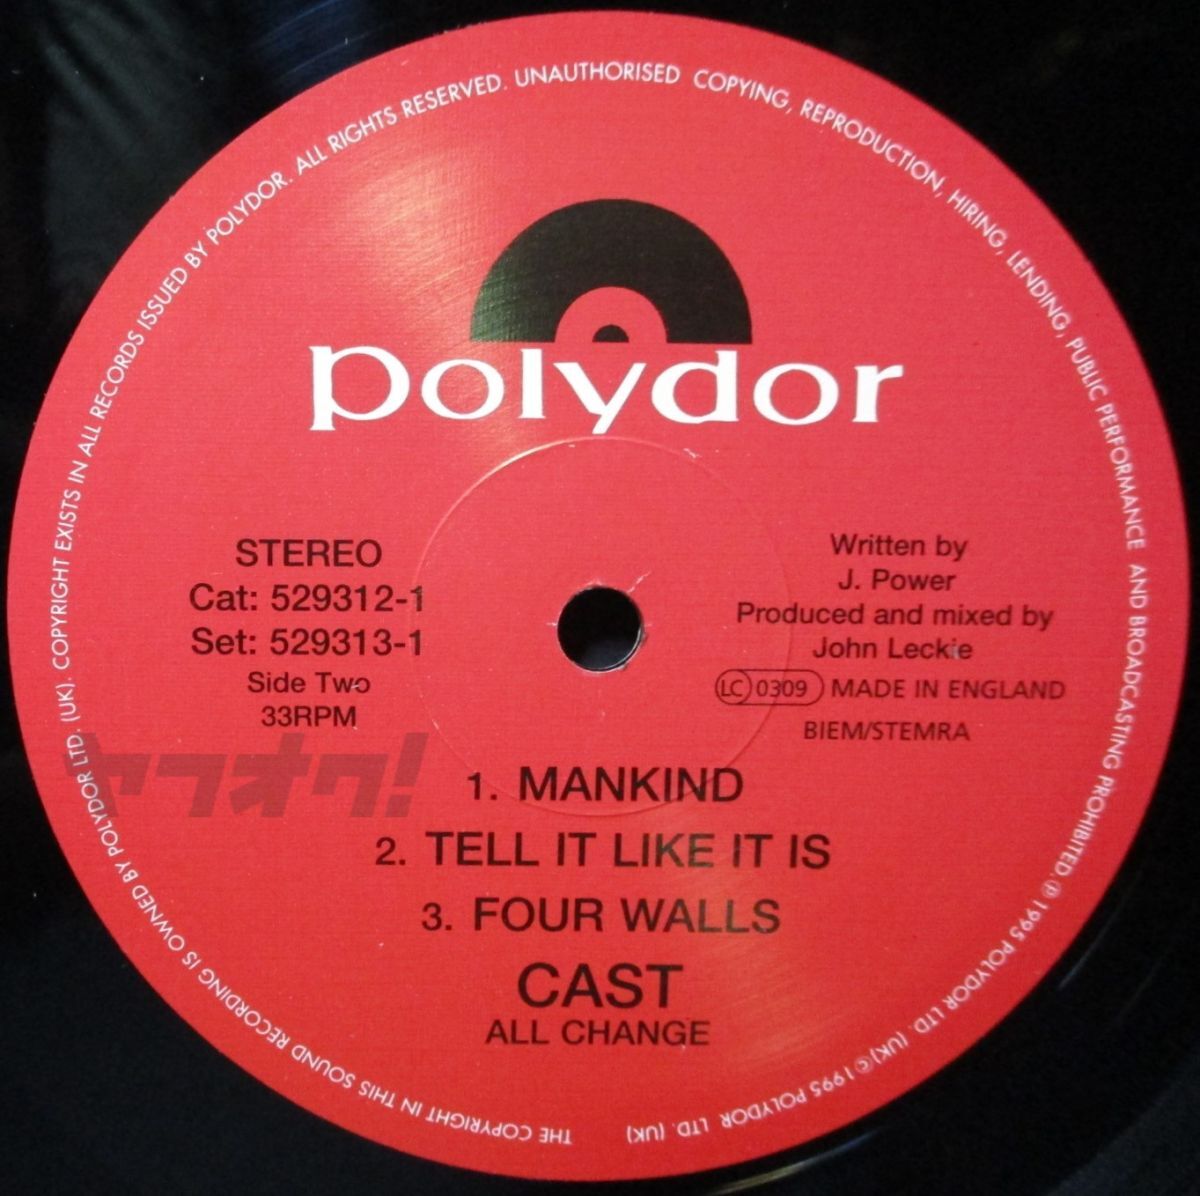 THE COPYRIGHT IN THIS SOUND RECORDING IS OWNED BY POLYDOR LTD. (UK). COPYRIGHT EXISTS IN ALL RECORDS ISSUED BY POLYDOR. ALL RIGHTS RESERVED. UNAUTHORISED COPYING, REPRODUCTION, HIRING, LENDING, PUBLIC PERFORMANCE AND BROADCASTING PROHIBITED. ℗ 1995 POLYDOR LTD. (UK) © 1995 POLYDOR LTD. (UK)
polydor
STEREO
Cat: 529312-1
Set: 529313-1
Side Two
33RPM
Written by
J. Power
Produced and mixed by
John Leckie
LC 0309 MADE IN ENGLAND
BIEM/STEMRA
ヤフオク!
1. MANKIND
2. TELL IT LIKE IT IS
3. FOUR WALLS
CAST
ALL CHANGE